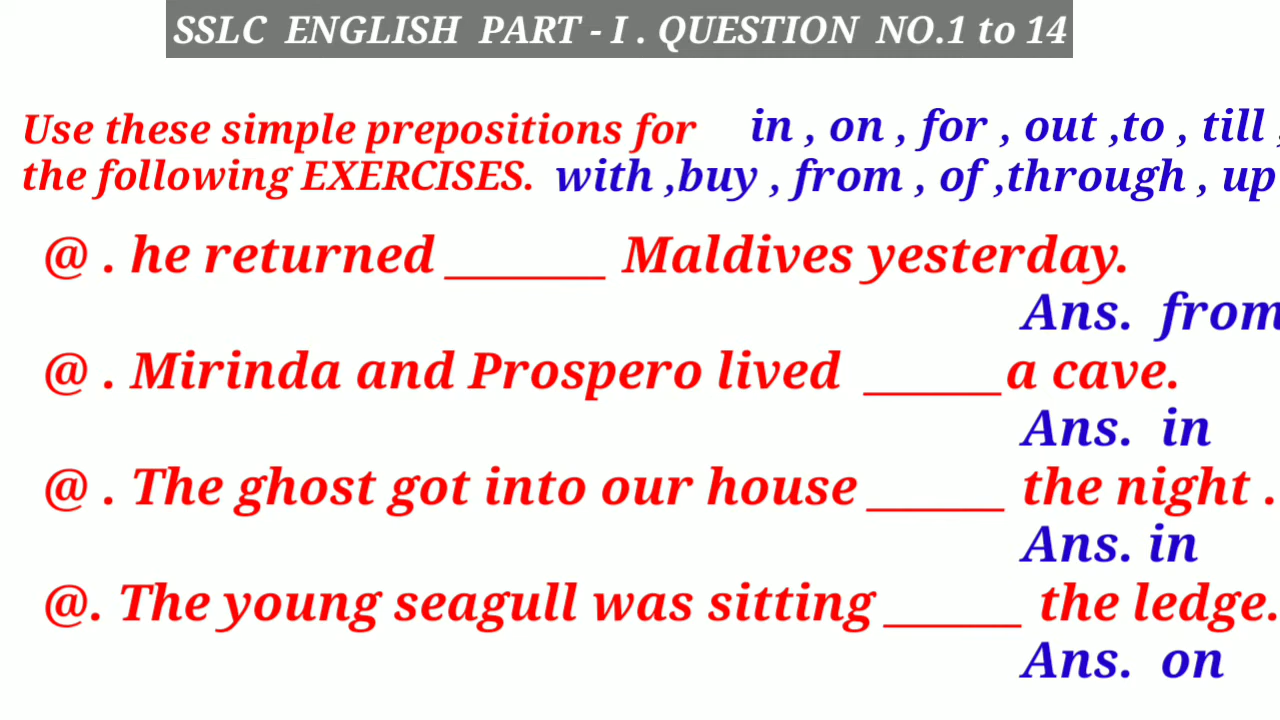 SSLC ENGLISH PART - I . QUESTION NO.1 to 14
Use these simple prepositions for in , on , for , out ,to , till ,
the following EXERCISES. with ,buy , from , of ,through , up
@ . he returned _______ Maldives yesterday.
Ans. from
@ . Mirinda and Prospero lived ______a cave.
Ans. in
@ . The ghost got into our house ______ the night .
Ans. in
@. The young seagull was sitting ______ the ledge.
Ans. on